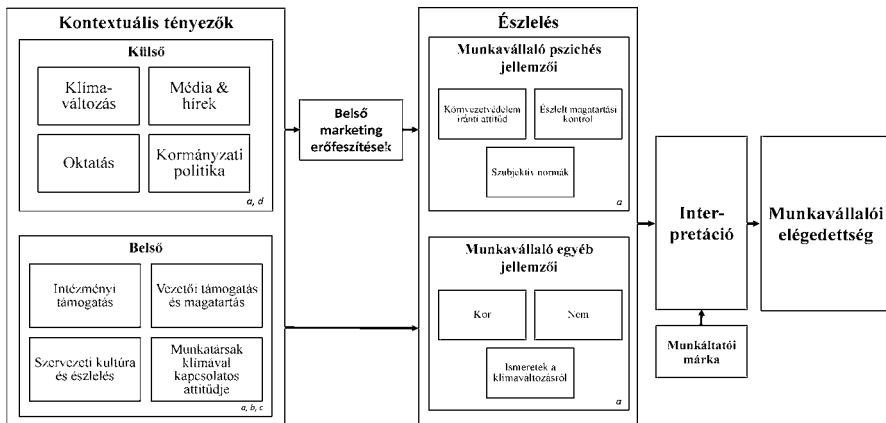 Kontextuális tényezők
Külső
Klíma-
változás
Média &
hírek
Oktatás
Kormányzati
politika
a, d
Belső
Intézményi
támogatás
Vezetői támogatás
és magatartás
Szervezeti kultúra
és észlelés
Munkatársak
klímával
kapcsolatos
attitűdje
a, b, c
Belső
marketing
erőfeszítések
Észlelés
Munkavállaló pszichés
jellemzői
Környezetvédelem
iránti attitűd
Észlelt magatartási
kontrol
Szubjektív normák
a
Munkavállaló egyéb
jellemzői
Kor
Nem
Ismeretek a
klímaváltozásról
a
Inter-
pretáció
Munkáltatói
márka
Munkavállalói
elégedettség